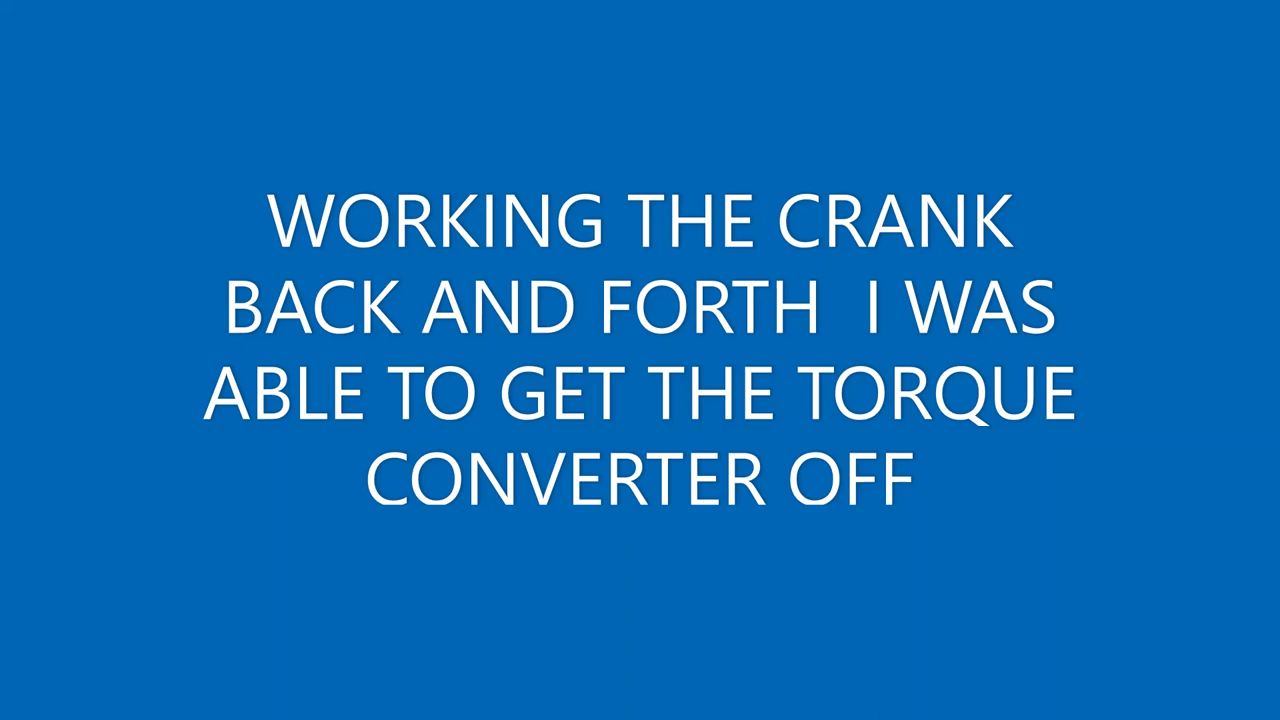 WORKING THE CRANK
BACK AND FORTH  I WAS
ABLE TO GET THE TORQUE
CONVERTER OFF